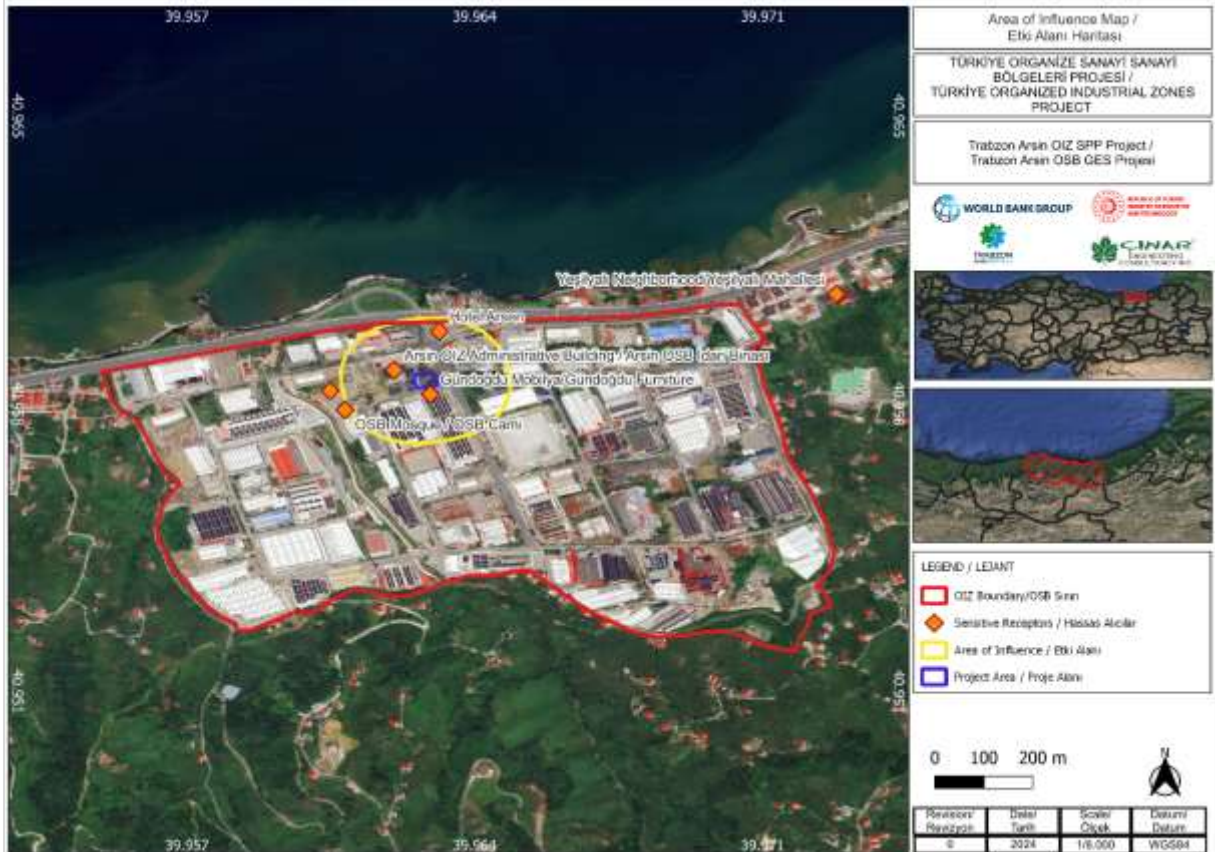 39.957 39.964 39.971
40.965 40.965
40.958 40.958
40.951 40.951
39.957 39.964 39.971
Yeşilyalı Neighborhood/Yeşilyalı Mahallesi
Hotel Arsen
Arsin OIZ Administrative Building / Arsin OSB İdari Binası
Gündoğdu Mobilya/Gündoğdu Furniture
OSB Mosque / OSB Cami
Area of Influence Map /
Etki Alanı Haritası
TÜRKİYE ORGANİZE SANAYİ SANAYİ
BÖLGELERİ PROJESİ /
TÜRKİYE ORGANIZED INDUSTRIAL ZONES
PROJECT
Trabzon Arsin OIZ SPP Project /
Trabzon Arsin OSB GES Projesi
WORLD BANK GROUP
TRABZON
ÇINAR
LEGEND / LEJANT
OIZ Boundary/OSB Sınırı
Sensitive Receptors / Hassas Alıcılar
Area of Influence / Etki Alanı
Project Area / Proje Alanı
0 100 200 m
N
Revision/ Date/ Scale/ Datum/
Revizyon Tarih Ölçek Datum
0 2024 1/6.000 WGS84